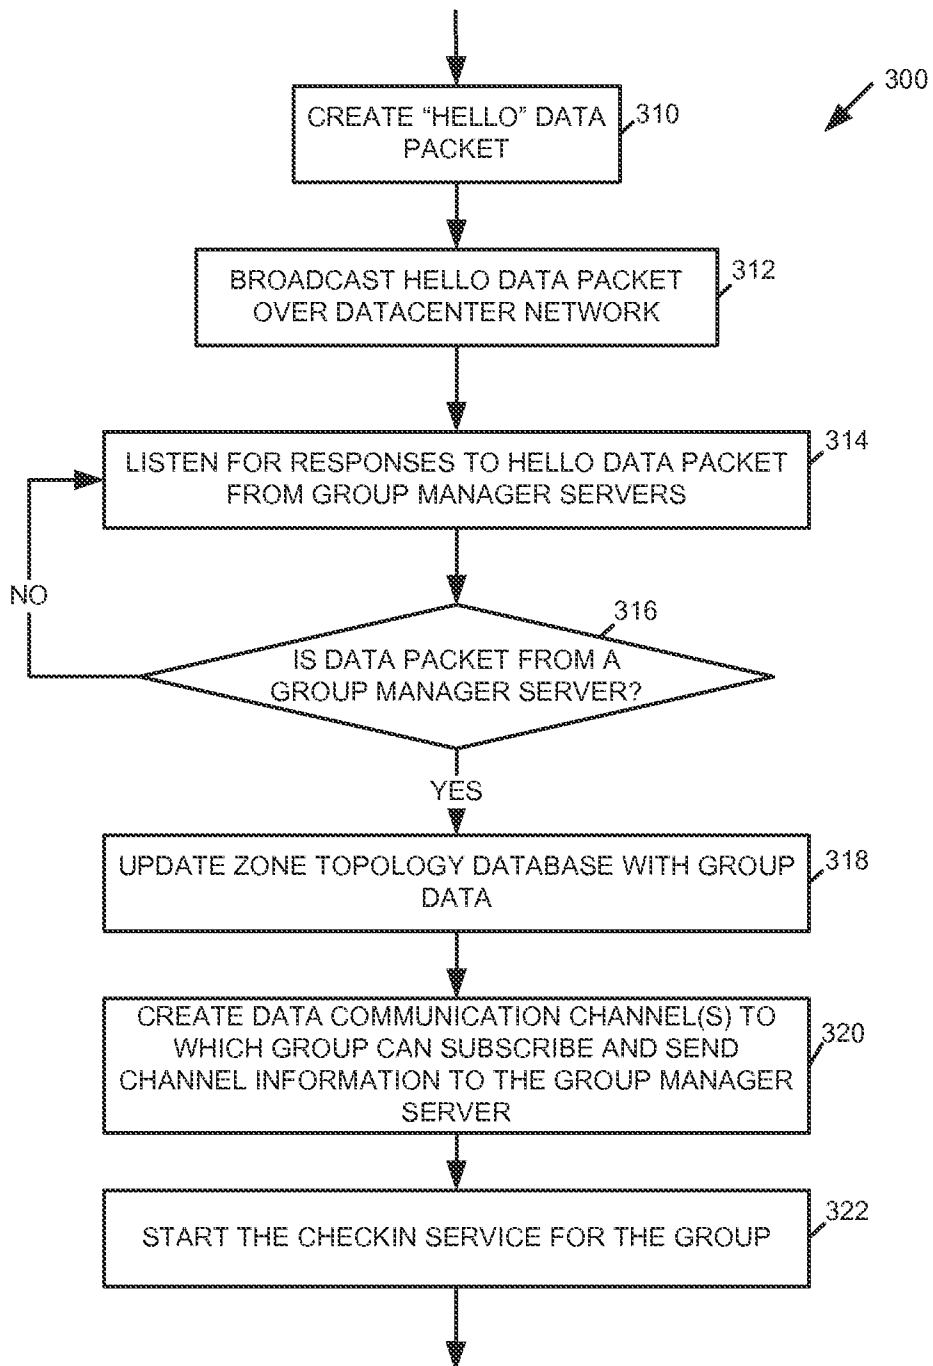 300
CREATE “HELLO” DATA
PACKET
310
BROADCAST HELLO DATA PACKET
OVER DATACENTER NETWORK
312
LISTEN FOR RESPONSES TO HELLO DATA PACKET
FROM GROUP MANAGER SERVERS
314
NO
316
IS DATA PACKET FROM A
GROUP MANAGER SERVER?
YES
UPDATE ZONE TOPOLOGY DATABASE WITH GROUP
DATA
318
CREATE DATA COMMUNICATION CHANNEL(S) TO
WHICH GROUP CAN SUBSCRIBE AND SEND
CHANNEL INFORMATION TO THE GROUP MANAGER
SERVER
320
START THE CHECKIN SERVICE FOR THE GROUP
322